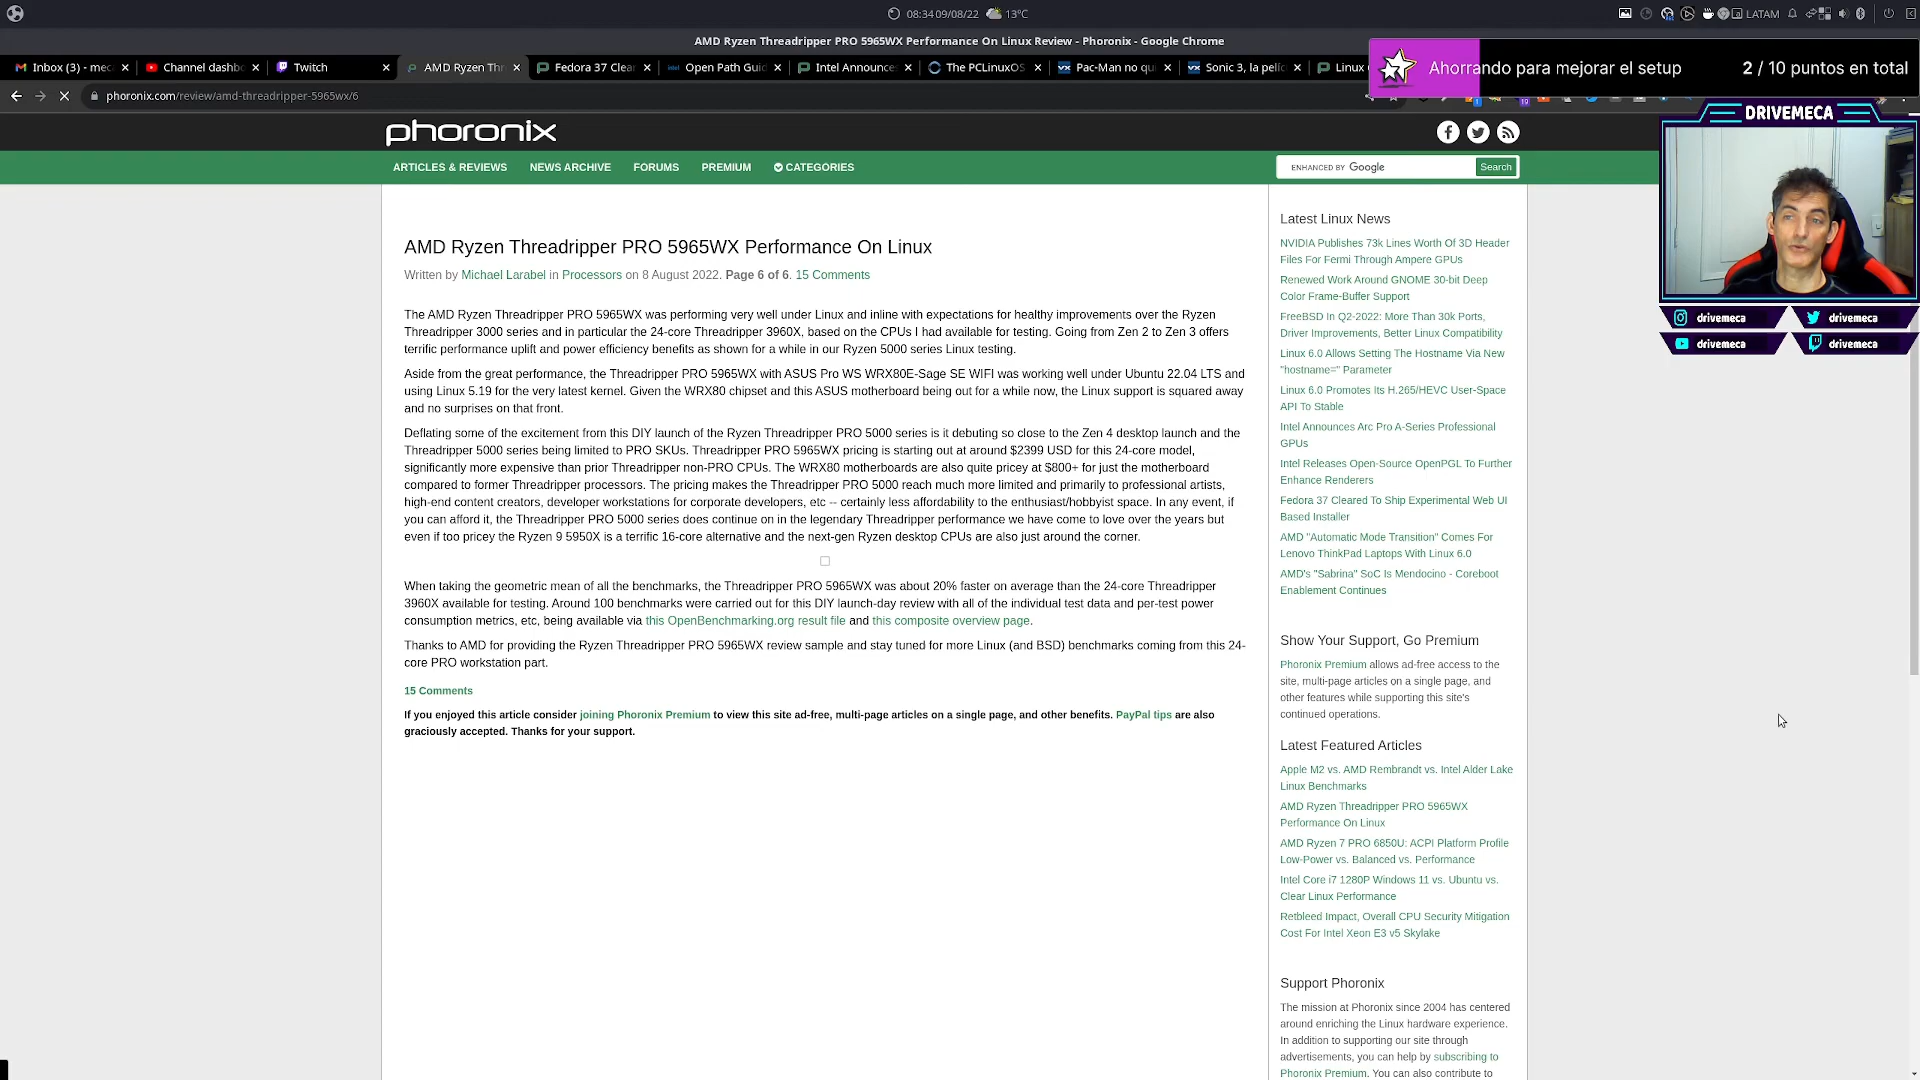 08:34 09/08/22 13°C
LATAM
AMD Ryzen Threadripper PRO 5965WX Performance On Linux Review - Phoronix - Google Chrome
Inbox (3) - mec
Channel dashb
Twitch
AMD Ryzen Thr
Fedora 37 Clea
Open Path Guid
Intel Announce
The PCLinuxOS
Pac-Man no qu
Sonic 3, la pelíc
Linux
Ahorrando para mejorar el setup 2 / 10 puntos en total
phoronix.com/review/amd-threadripper-5965wx/6
phoronix
ARTICLES & REVIEWS
NEWS ARCHIVE
FORUMS
PREMIUM
CATEGORIES
ENHANCED BY Google
Search
DRIVEMECA
drivemeca
drivemeca
drivemeca
drivemeca
AMD Ryzen Threadripper PRO 5965WX Performance On Linux
Written by Michael Larabel in Processors on 8 August 2022. Page 6 of 6. 15 Comments
The AMD Ryzen Threadripper PRO 5965WX was performing very well under Linux and inline with expectations for healthy improvements over the Ryzen
Threadripper 3000 series and in particular the 24-core Threadripper 3960X, based on the CPUs I had available for testing. Going from Zen 2 to Zen 3 offers
terrific performance uplift and power efficiency benefits as shown for a while in our Ryzen 5000 series Linux testing.
Aside from the great performance, the Threadripper PRO 5965WX with ASUS Pro WS WRX80E-Sage SE WIFI was working well under Ubuntu 22.04 LTS and
using Linux 5.19 for the very latest kernel. Given the WRX80 chipset and this ASUS motherboard being out for a while now, the Linux support is squared away
and no surprises on that front.
Deflating some of the excitement from this DIY launch of the Ryzen Threadripper PRO 5000 series is it debuting so close to the Zen 4 desktop launch and the
Threadripper 5000 series being limited to PRO SKUs. Threadripper PRO 5965WX pricing is starting out at around $2399 USD for this 24-core model,
significantly more expensive than prior Threadripper non-PRO CPUs. The WRX80 motherboards are also quite pricey at $800+ for just the motherboard
compared to former Threadripper processors. The pricing makes the Threadripper PRO 5000 reach much more limited and primarily to professional artists,
high-end content creators, developer workstations for corporate developers, etc -- certainly less affordability to the enthusiast/hobbyist space. In any event, if
you can afford it, the Threadripper PRO 5000 series does continue on in the legendary Threadripper performance we have come to love over the years but
even if too pricey the Ryzen 9 5950X is a terrific 16-core alternative and the next-gen Ryzen desktop CPUs are also just around the corner.
When taking the geometric mean of all the benchmarks, the Threadripper PRO 5965WX was about 20% faster on average than the 24-core Threadripper
3960X available for testing. Around 100 benchmarks were carried out for this DIY launch-day review with all of the individual test data and per-test power
consumption metrics, etc, being available via this OpenBenchmarking.org result file and this composite overview page.
Thanks to AMD for providing the Ryzen Threadripper PRO 5965WX review sample and stay tuned for more Linux (and BSD) benchmarks coming from this 24-
core PRO workstation part.
15 Comments
If you enjoyed this article consider joining Phoronix Premium to view this site ad-free, multi-page articles on a single page, and other benefits. PayPal tips are also
graciously accepted. Thanks for your support.
Latest Linux News
NVIDIA Publishes 73k Lines Worth Of 3D Header
Files For Fermi Through Ampere GPUs
Renewed Work Around GNOME 30-bit Deep
Color Frame-Buffer Support
FreeBSD In Q2-2022: More Than 30k Ports,
Driver Improvements, Better Linux Compatibility
Linux 6.0 Allows Setting The Hostname Via New
"hostname=" Parameter
Linux 6.0 Promotes Its H.265/HEVC User-Space
API To Stable
Intel Announces Arc Pro A-Series Professional
GPUs
Intel Releases Open-Source OpenPGL To Further
Enhance Renderers
Fedora 37 Cleared To Ship Experimental Web UI
Based Installer
AMD "Automatic Mode Transition" Comes For
Lenovo ThinkPad Laptops With Linux 6.0
AMD's "Sabrina" SoC Is Mendocino - Coreboot
Enablement Continues
Show Your Support, Go Premium
Phoronix Premium allows ad-free access to the
site, multi-page articles on a single page, and
other features while supporting this site's
continued operations.
Latest Featured Articles
Apple M2 vs. AMD Rembrandt vs. Intel Alder Lake
Linux Benchmarks
AMD Ryzen Threadripper PRO 5965WX
Performance On Linux
AMD Ryzen 7 PRO 6850U: ACPI Platform Profile
Low-Power vs. Balanced vs. Performance
Intel Core i7 1280P Windows 11 vs. Ubuntu vs.
Clear Linux Performance
Retbleed Impact, Overall CPU Security Mitigation
Cost For Intel Xeon E3 v5 Skylake
Support Phoronix
The mission at Phoronix since 2004 has centered
around enriching the Linux hardware experience.
In addition to supporting our site through
advertisements, you can help by subscribing to
Phoronix Premium. You can also contribute to